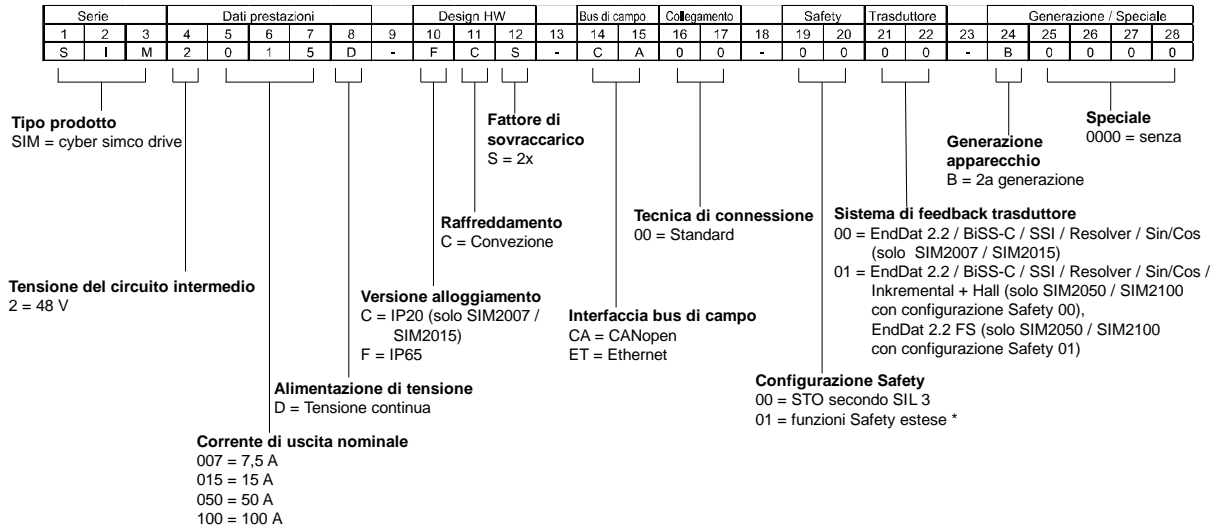 Serie Dati prestazioni Design HW Bus di campo Collegamento Safety Trasduttore Generazione / Speciale
1 2 3 4 5 6 7 8 9 10 11 12 13 14 15 16 17 18 19 20 21 22 23 24 25 26 27 28
S I M 2 0 1 5 D - F C S - C A 0 0 - 0 0 0 0 - B 0 0 0 0
Tipo prodotto
SIM = cyber simco drive
Fattore di
sovraccarico
S = 2x
Speciale
0000 = senza
Generazione
apparecchio
B = 2a generazione
Raffreddamento
C = Convezione
Tecnica di connessione
00 = Standard
Sistema di feedback trasduttore
00 = EndDat 2.2 / BiSS-C / SSI / Resolver / Sin/Cos
(solo SIM2007 / SIM2015)
01 = EndDat 2.2 / BiSS-C / SSI / Resolver / Sin/Cos /
Inkremental + Hall (solo SIM2050 / SIM2100
con configurazione Safety 00),
EndDat 2.2 FS (solo SIM2050 / SIM2100
con configurazione Safety 01)
Tensione del circuito intermedio
2 = 48 V
Versione alloggiamento
C = IP20 (solo SIM2007 /
SIM2015)
F = IP65
Interfaccia bus di campo
CA = CANopen
ET = Ethernet
Alimentazione di tensione
D = Tensione continua
Configurazione Safety
00 = STO secondo SIL 3
01 = funzioni Safety estese *
Corrente di uscita nominale
007 = 7,5 A
015 = 15 A
050 = 50 A
100 = 100 A